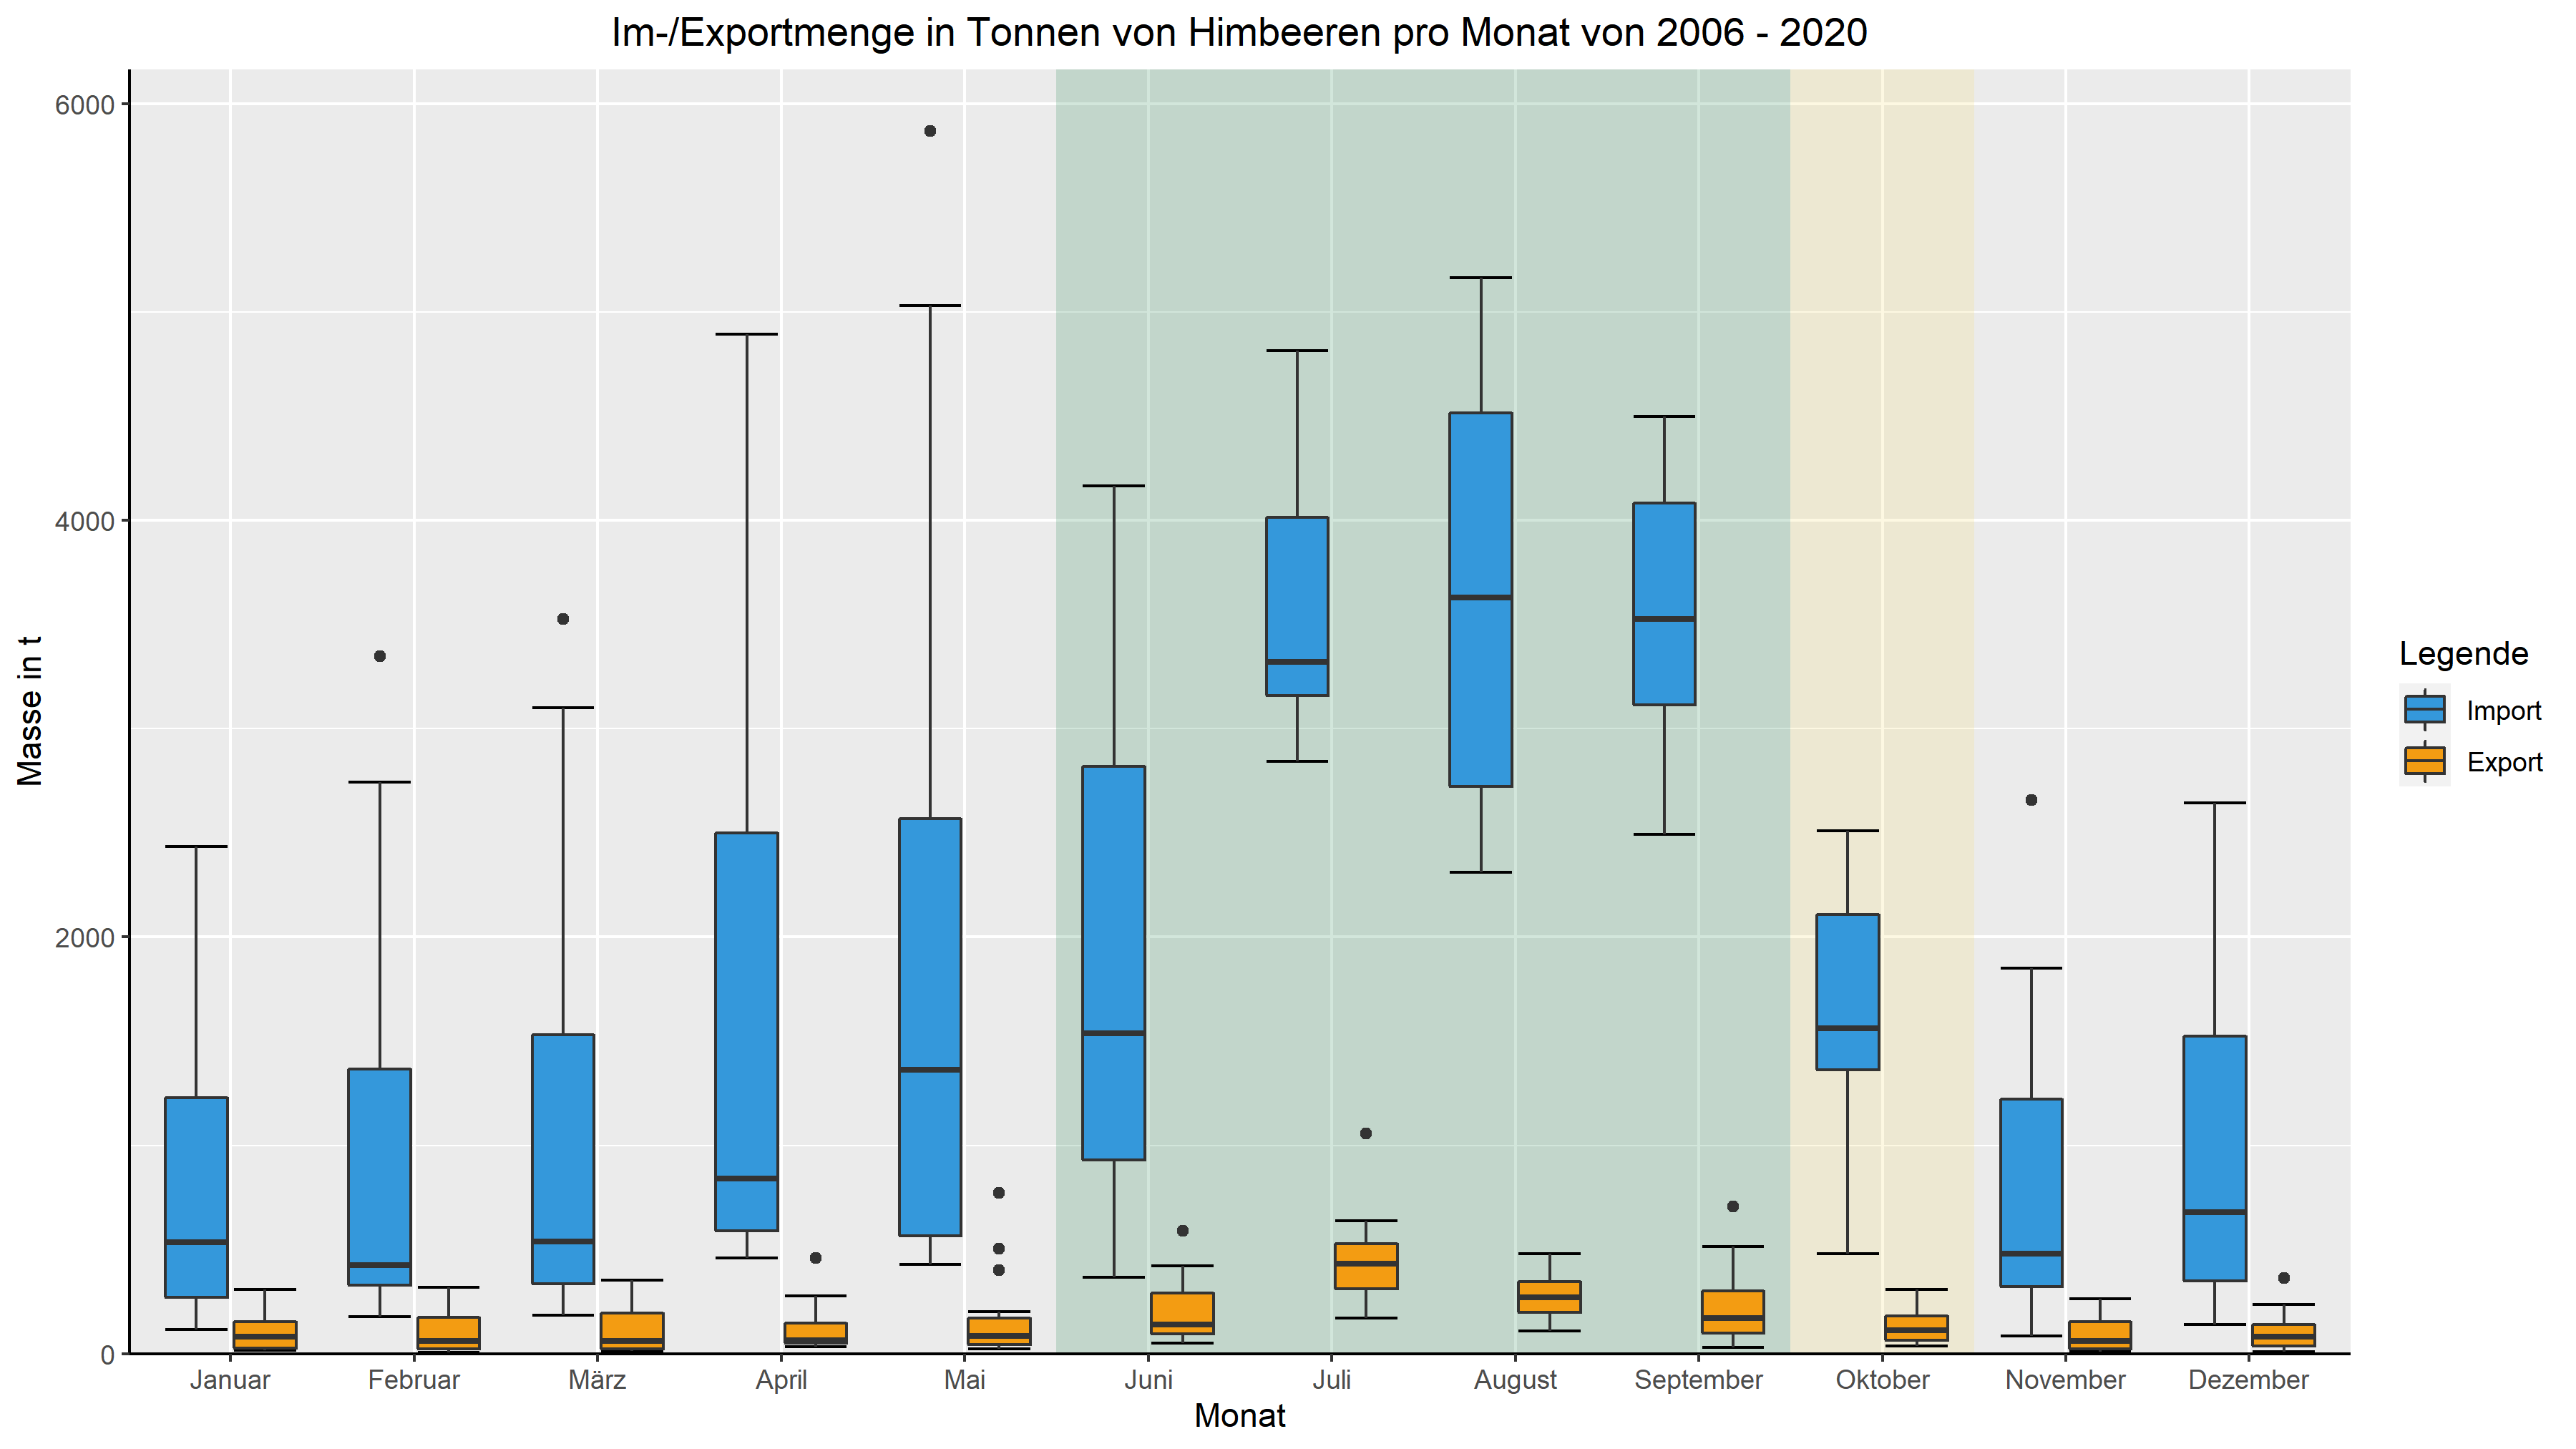 Im-/Exportmenge in Tonnen von Himbeeren pro Monat von 2006 - 2020
Masse in t
6000
4000
2000
0
Januar Februar März April Mai Juni Juli August September Oktober November Dezember
Monat
Legende
Import
Export